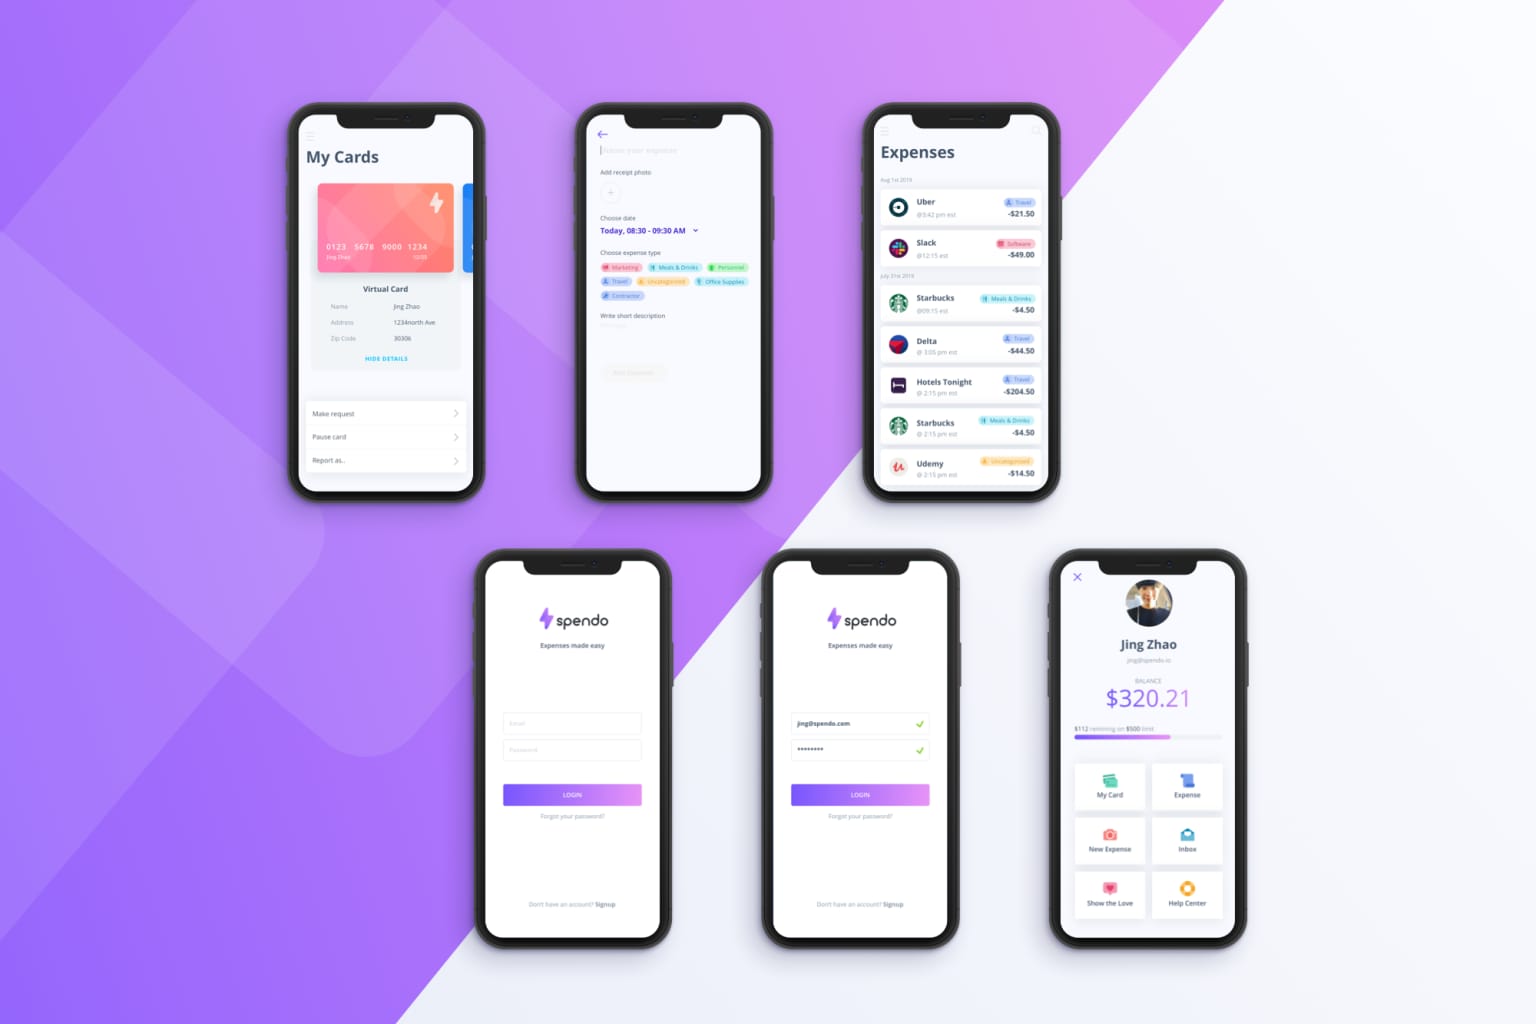 My Cards
0123 5678 9000 1234
Jing Zhao 12/20
Virtual Card
Name Jing Zhao
Address 1234north Ave
Zip Code 30306
HIDE DETAILS
Make request
Pause card
Report as..
Name your expense
Add receipt photo
Choose date
Today, 08:30 - 09:30 AM
Choose expense type
Marketing Meals & Drinks Personnel
Travel Uncategorized Office Supplies
Contractor
Write short description
Expenses
Aug 1st 2019
Uber Travel
@5:42 pm est -$21.50
Slack Software
@12:15 est -$49.00
July 31st 2019
Starbucks Meals & Drinks
@09:15 est -$4.50
Delta Travel
@ 3:05 pm est -$44.50
Hotels Tonight Travel
@ 2:15 pm est -$204.50
Starbucks Meals & Drinks
@ 2:15 pm est -$4.50
Udemy Uncategorized
@ 2:15 pm est -$14.50
spendo
Expenses made easy
Email
Password
LOGIN
Forgot your password?
Don't have an account? Signup
spendo
Expenses made easy
jing@spendo.com
********
LOGIN
Forgot your password?
Don't have an account? Signup
Jing Zhao
jing@spendo.io
BALANCE
$320.21
$112 remining on $500 limit
My Card Expense
New Expense Inbox
Show the Love Help Center